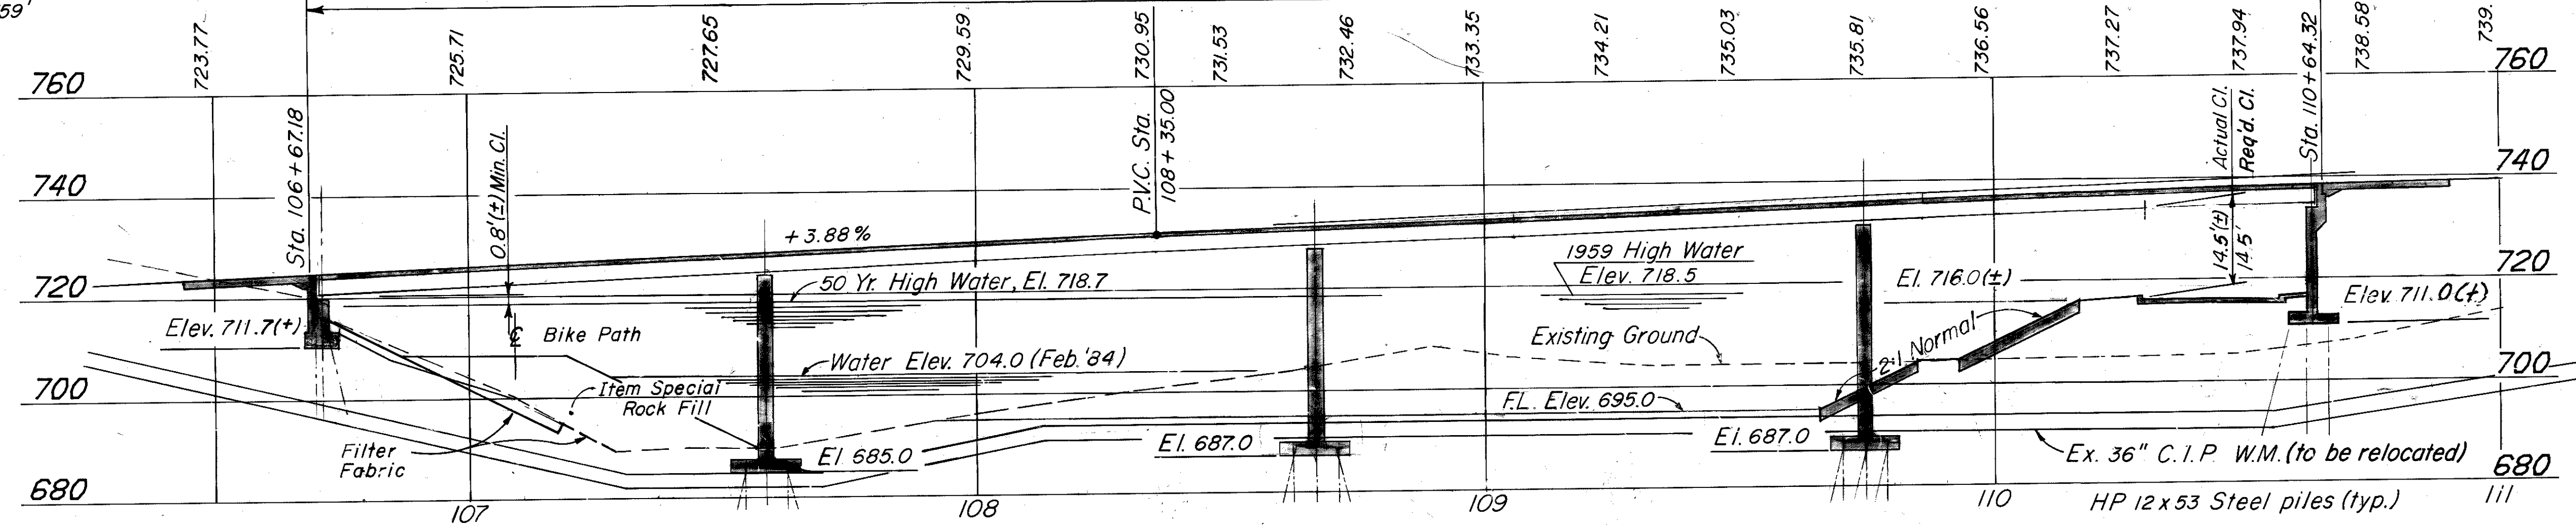 59'
723.77
725.71
727.65
729.59
730.95
731.53
732.46
733.35
734.21
735.03
735.81
736.56
737.27
737.94
738.58
739.
760
760
Sta. 106+67.18
0.8'(±) Min. Cl.
P.V.C. Sta.
108+35.00
Actual Cl.
Req'd. Cl.
14.5'(±)
14.5'
Sta. 110+64.32
740
740
+3.88%
1959 High Water
Elev. 718.5
720
50 Yr. High Water, El. 718.7
El. 716.0(±)
720
Elev. 711.7(±)
℄ Bike Path
Existing Ground
2:1 Normal
Elev. 711.0(±)
Water Elev. 704.0 (Feb.'84)
700
Item Special
Rock Fill
F.L. Elev. 695.0
700
Filter
Fabric
El. 685.0
El. 687.0
El. 687.0
Ex. 36" C.I.P. W.M. (to be relocated)
680
680
107
108
109
110
HP 12x53 Steel piles (typ.)
111